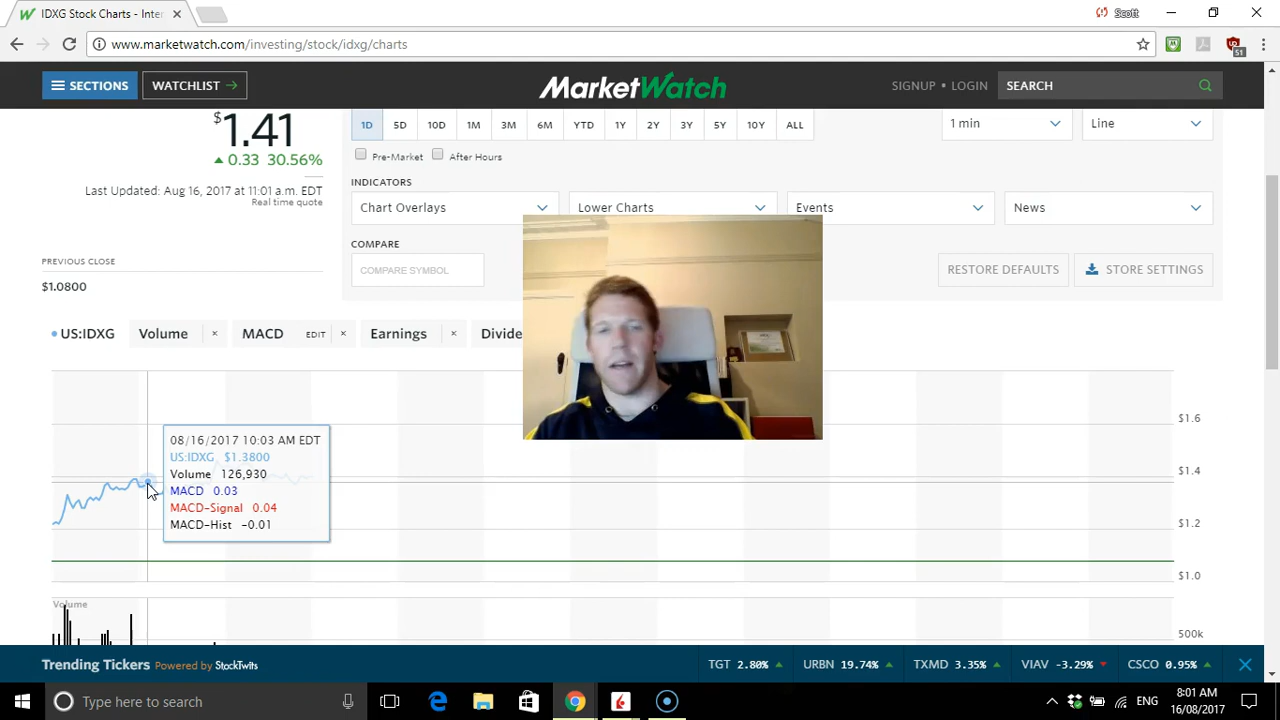 IDXG Stock Charts - Inter
Scott
www.marketwatch.com/investing/stock/idxg/charts
51
SECTIONS
WATCHLIST
MarketWatch
SIGNUP • LOGIN
SEARCH
$1.41
0.33 30.56%
Last Updated: Aug 16, 2017 at 11:01 a.m. EDT
Real time quote
PREVIOUS CLOSE
$1.0800
1D 5D 10D 1M 3M 6M YTD 1Y 2Y 3Y 5Y 10Y ALL
1 min
Line
Pre-Market
After Hours
INDICATORS
Chart Overlays
Lower Charts
Events
News
COMPARE
COMPARE SYMBOL
RESTORE DEFAULTS
STORE SETTINGS
US:IDXG
Volume ×
MACD EDIT ×
Earnings ×
Divide
$1.6
$1.4
$1.2
$1.0
08/16/2017 10:03 AM EDT
US:IDXG $1.3800
Volume 126,930
MACD 0.03
MACD-Signal 0.04
MACD-Hist -0.01
Volume
500k
Trending Tickers Powered by StockTwits
TGT 2.80%
URBN 19.74%
TXMD 3.35%
VIAV -3.29%
CSCO 0.95%
Type here to search
ENG
8:01 AM
16/08/2017